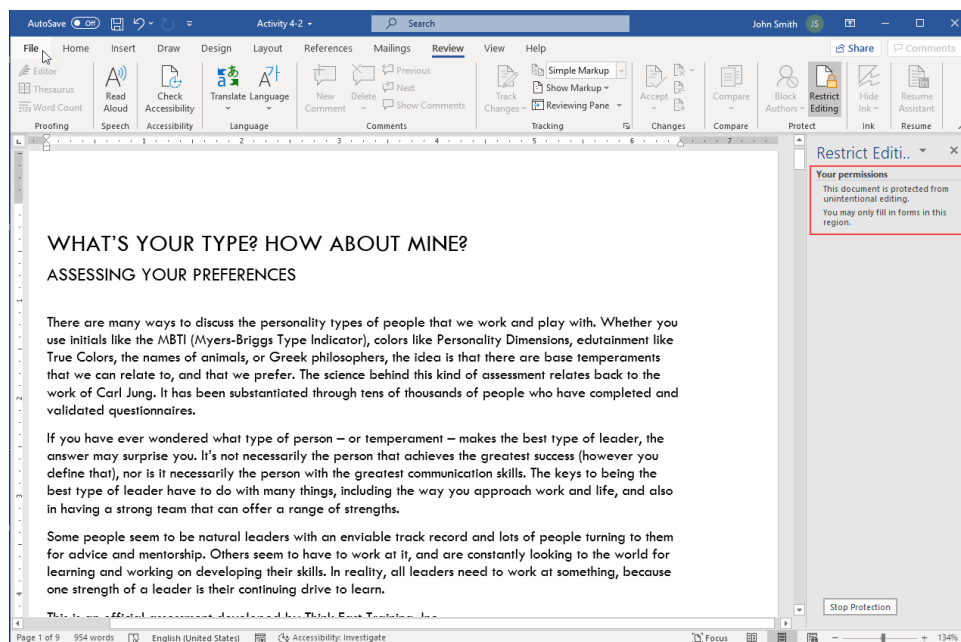 AutoSave Off Activity 4-2 Search John Smith JS
File Home Insert Draw Design Layout References Mailings Review View Help Share Comments
Editor
Thesaurus
Word Count
Read Aloud
Check Accessibility
Translate Language
New Comment
Delete
Previous
Next
Show Comments
Track Changes
Simple Markup
Show Markup
Reviewing Pane
Accept
Compare
Block Authors
Restrict Editing
Hide Ink
Resume Assistant
Proofing Speech Accessibility Language Comments Tracking Changes Compare Protect Ink Resume
1 2 3 4 5 6 7
Restrict Editi..
Your permissions
This document is protected from
unintentional editing.
You may only fill in forms in this
region.
WHAT'S YOUR TYPE? HOW ABOUT MINE?
ASSESSING YOUR PREFERENCES
There are many ways to discuss the personality types of people that we work and play with. Whether you
use initials like the MBTI (Myers-Briggs Type Indicator), colors like Personality Dimensions, edutainment like
True Colors, the names of animals, or Greek philosophers, the idea is that there are base temperaments
that we can relate to, and that we prefer. The science behind this kind of assessment relates back to the
work of Carl Jung. It has been substantiated through tens of thousands of people who have completed and
validated questionnaires.
If you have ever wondered what type of person – or temperament – makes the best type of leader, the
answer may surprise you. It's not necessarily the person that achieves the greatest success (however you
define that), nor is it necessarily the person with the greatest communication skills. The keys to being the
best type of leader have to do with many things, including the way you approach work and life, and also
in having a strong team that can offer a range of strengths.
Some people seem to be natural leaders with an enviable track record and lots of people turning to them
for advice and mentorship. Others seem to have to work at it, and are constantly looking to the world for
learning and working on developing their skills. In reality, all leaders need to work at something, because
one strength of a leader is their continuing drive to learn.
This is an official assessment developed by Think Fast Training, Inc.
Stop Protection
Page 1 of 9 954 words English (United States) Accessibility: Investigate Focus 134%